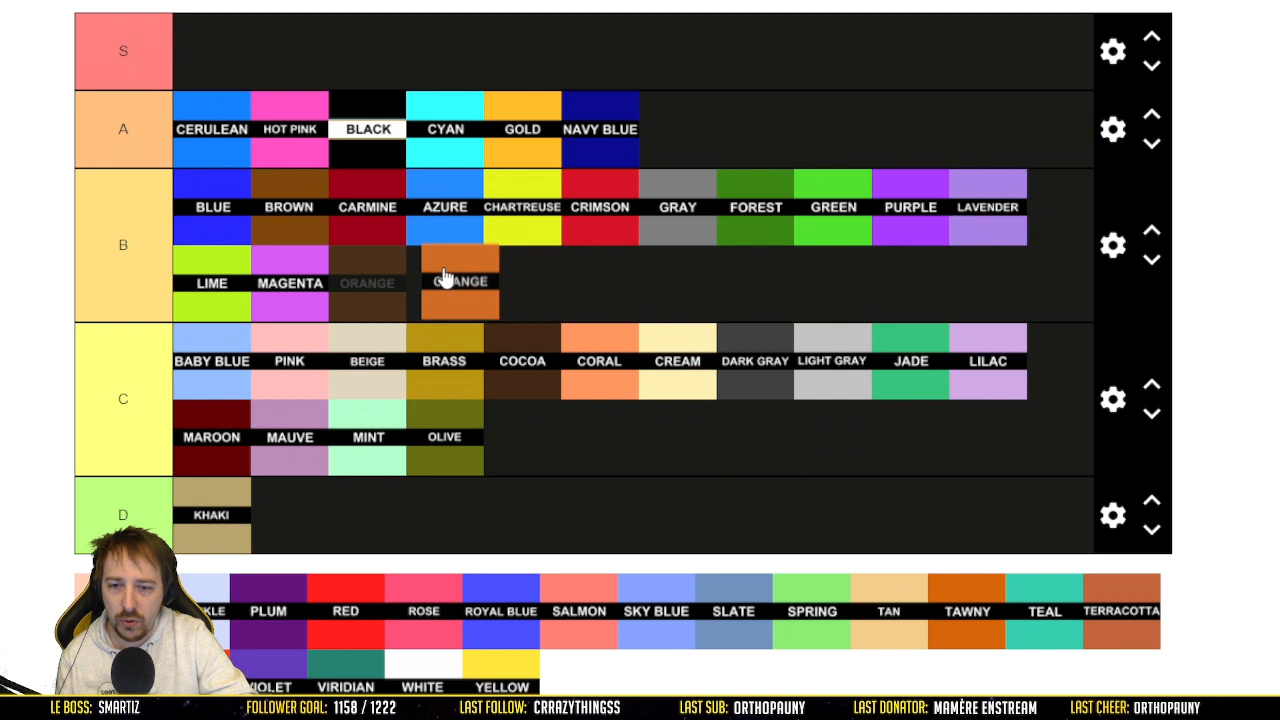 S
A
CERULEAN HOT PINK BLACK CYAN GOLD NAVY BLUE
B
BLUE BROWN CARMINE AZURE CHARTREUSE CRIMSON GRAY FOREST GREEN PURPLE LAVENDER
LIME MAGENTA ORANGE ORANGE
C
BABY BLUE PINK BEIGE BRASS COCOA CORAL CREAM DARK GRAY LIGHT GRAY JADE LILAC
MAROON MAUVE MINT OLIVE
D
KHAKI
PLUM RED ROSE ROYAL BLUE SALMON SKY BLUE SLATE SPRING TAN TAWNY TEAL TERRACOTTA
VIOLET VIRIDIAN WHITE YELLOW
LE BOSS: SMARTIZ FOLLOWER GOAL: 1158 / 1222 LAST FOLLOW: CRRAZYTHINGSS LAST SUB: ORTHOPAUNY LAST DONATOR: MAMÈRE ENSTREAM LAST CHEER: ORTHOPAUNY